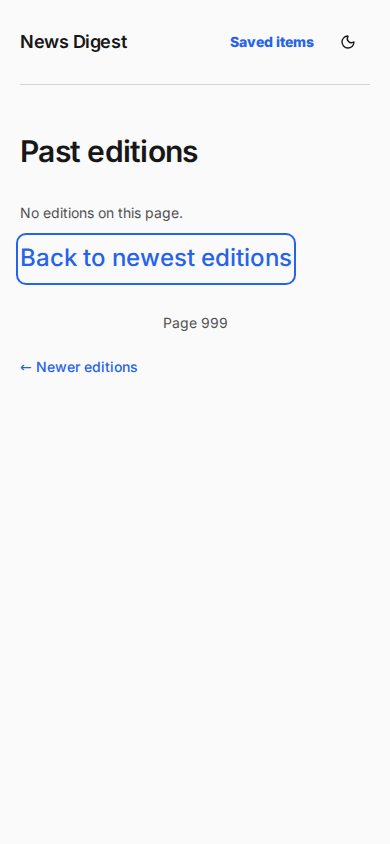 News Digest
Saved items
Past editions
No editions on this page.
Back to newest editions
Page 999
← Newer editions